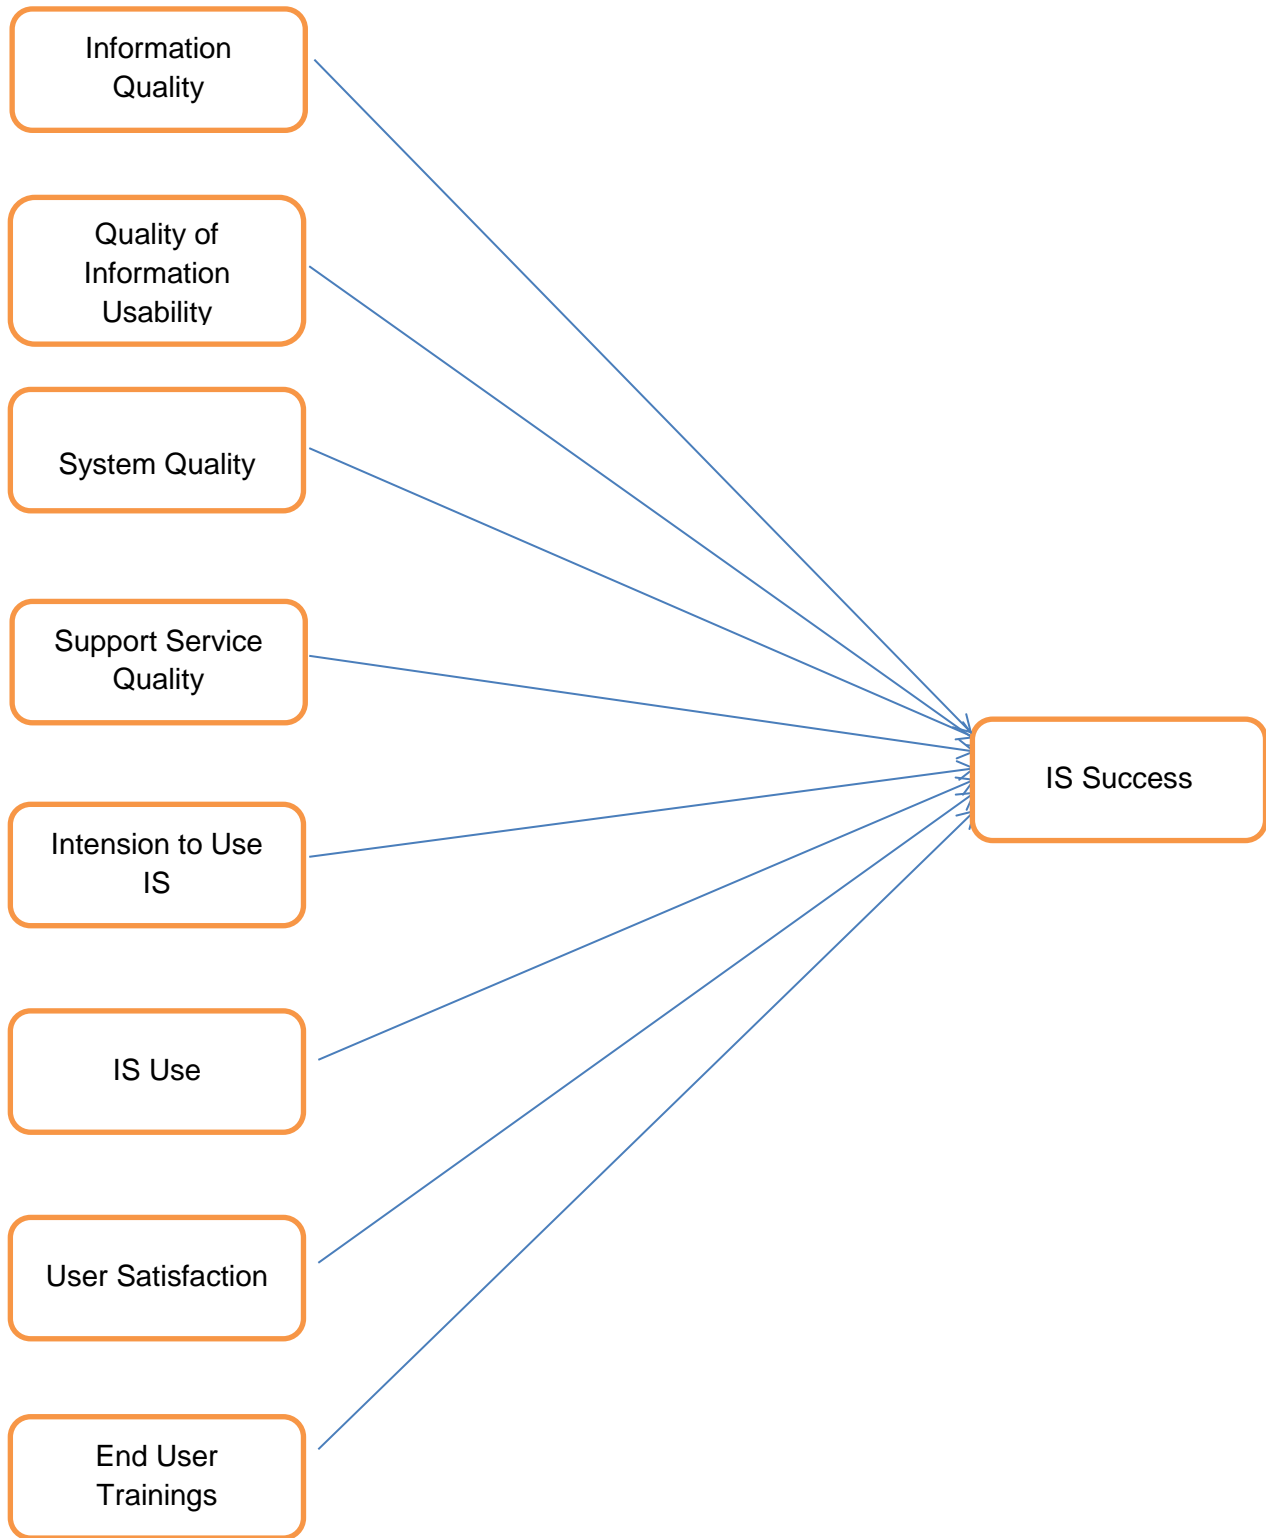 Information
Quality
Quality of
Information
Usability
System Quality
Support Service
Quality
IS Success
Intension to Use
IS
IS Use
User Satisfaction
End User
Trainings